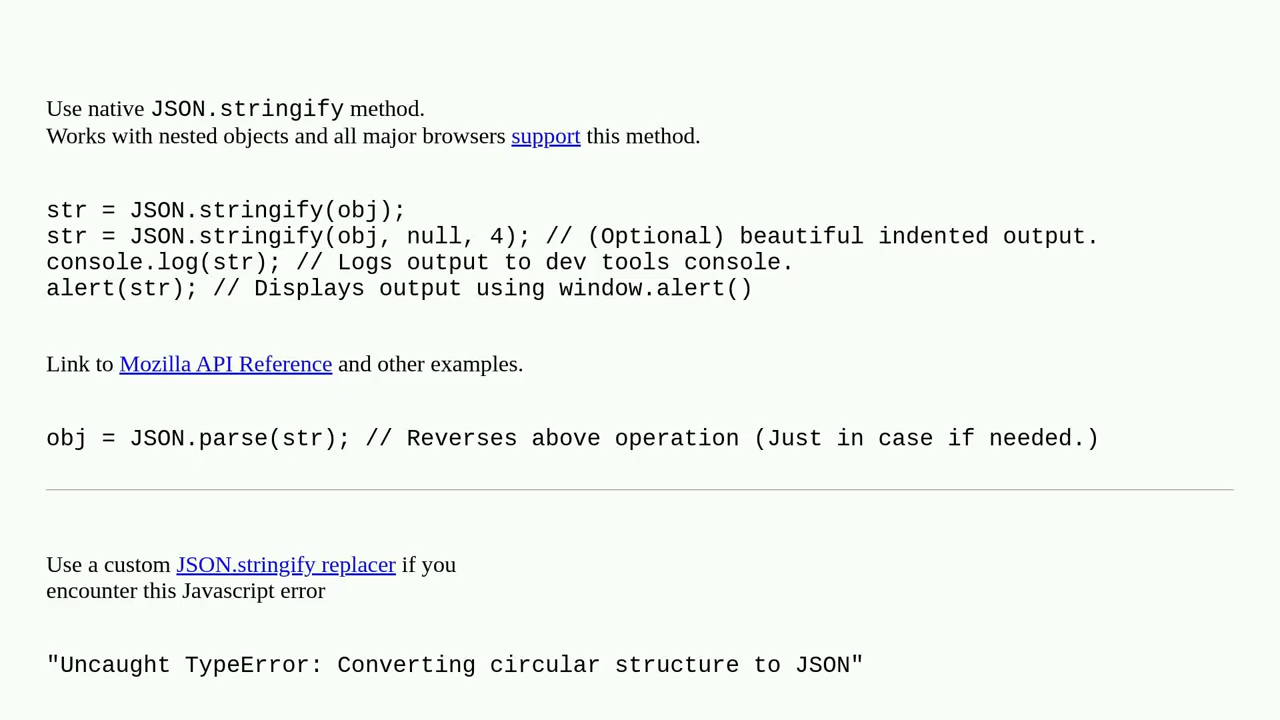 Use native JSON.stringify method.
Works with nested objects and all major browsers support this method.
str = JSON.stringify(obj);
str = JSON.stringify(obj, null, 4); // (Optional) beautiful indented output.
console.log(str); // Logs output to dev tools console.
alert(str); // Displays output using window.alert()
Link to Mozilla API Reference and other examples.
obj = JSON.parse(str); // Reverses above operation (Just in case if needed.)
Use a custom JSON.stringify replacer if you
encounter this Javascript error
"Uncaught TypeError: Converting circular structure to JSON"